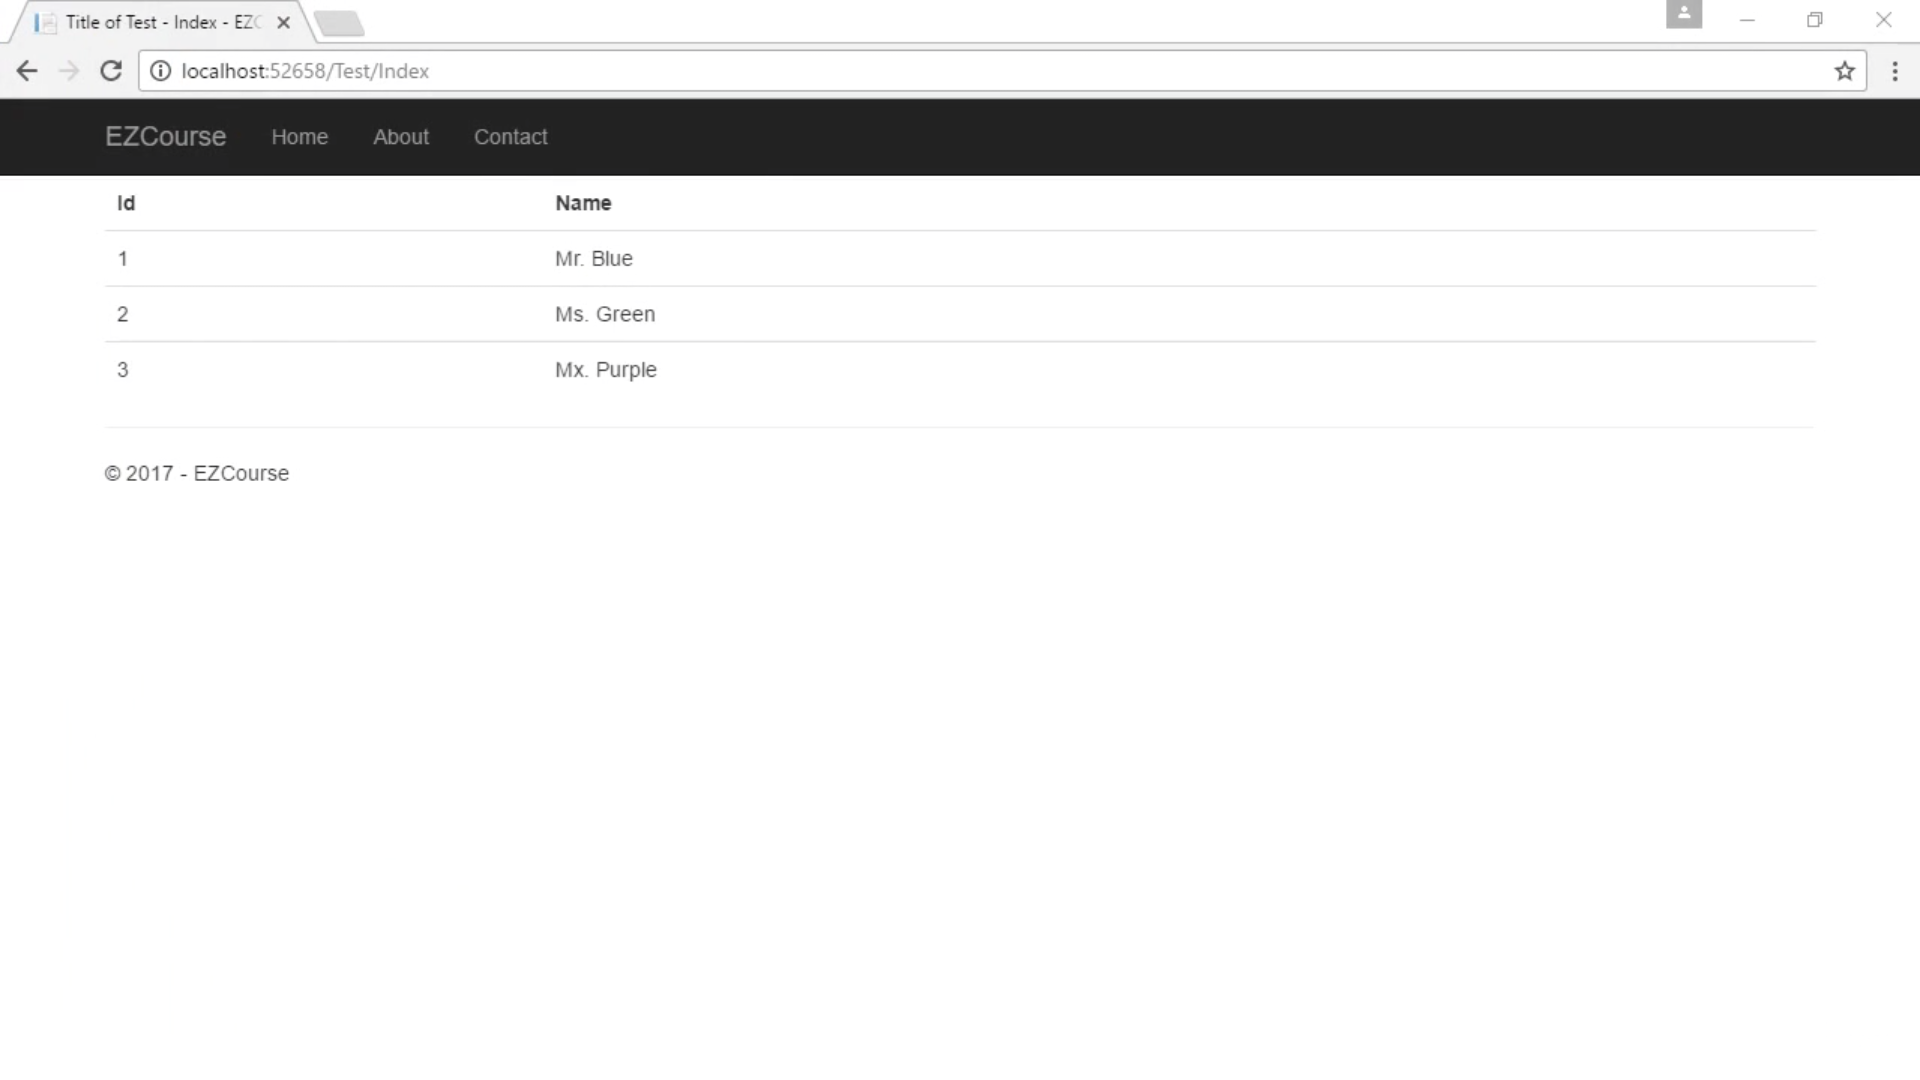 Title of Test - Index - EZC
localhost:52658/Test/Index
EZCourse Home About Contact
Id Name
1 Mr. Blue
2 Ms. Green
3 Mx. Purple
© 2017 - EZCourse